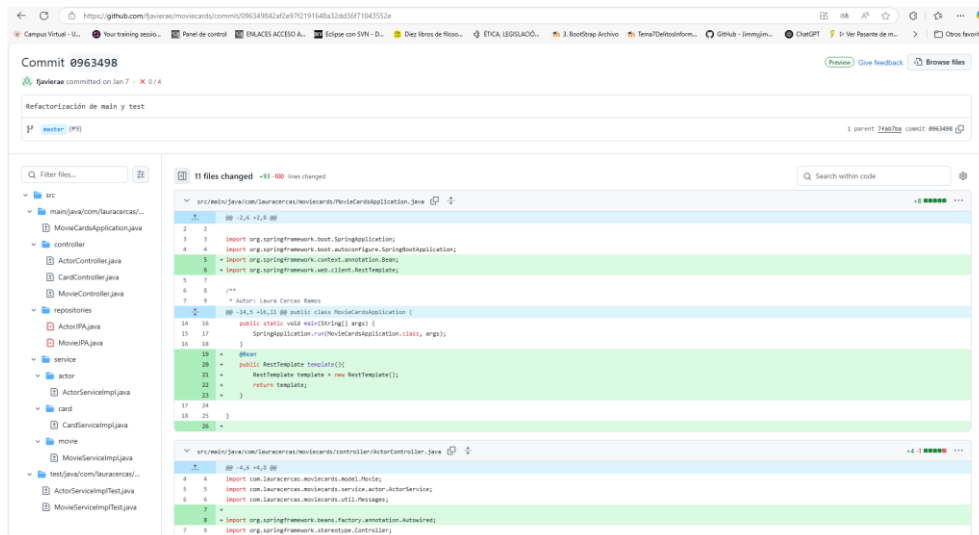 https://github.com/fjavierae/moviecards/commit/096349842af2e97f2191648a32dd36f71043552e
Campus Virtual - U... Your training sessio... Panel de control ENLACES ACCESO A... Eclipse con SVN - D... Diez libros de filoso... ÉTICA, LEGISLACIÓ... 3. BootStrap Archivo Tema7DelitosInform... GitHub - Jimmyjim... ChatGPT ▷ Ver Pasante de m... Otros favorit
Commit 0963498
Preview Give feedback Browse files
fjavierae committed on Jan 7 · × 0 / 4
Refactorización de main y test
master (#9)
1 parent 7fab7ba commit 0963498
Filter files...
11 files changed +93 -100 lines changed
Search within code
src
main/java/com/lauracercas/...
MovieCardsApplication.java
controller
ActorController.java
CardController.java
MovieController.java
repositories
ActorJPA.java
MovieJPA.java
service
actor
ActorServiceImpl.java
card
CardServiceImpl.java
movie
MovieServiceImpl.java
test/java/com/lauracercas/...
ActorServiceImplTest.java
MovieServiceImplTest.java
src/main/java/com/lauracercas/moviecards/MovieCardsApplication.java +8
@@ -2,6 +2,8 @@
2 2
3 3 import org.springframework.boot.SpringApplication;
4 4 import org.springframework.boot.autoconfigure.SpringBootApplication;
5 + import org.springframework.context.annotation.Bean;
6 + import org.springframework.web.client.RestTemplate;
5 7
6 8 /**
7 9 * Autor: Laura Cercas Ramos
@@ -14,5 +16,11 @@ public class MovieCardsApplication {
14 16 public static void main(String[] args) {
15 17 SpringApplication.run(MovieCardsApplication.class, args);
16 18 }
19 + @Bean
20 + public RestTemplate template(){
21 + RestTemplate template = new RestTemplate();
22 + return template;
23 + }
17 24
18 25 }
26 +
src/main/java/com/lauracercas/moviecards/controller/ActorController.java +4 -1
@@ -4,6 +4,8 @@
4 4 import com.lauracercas.moviecards.model.Movie;
5 5 import com.lauracercas.moviecards.service.actor.ActorService;
6 6 import com.lauracercas.moviecards.util.Messages;
7 +
8 + import org.springframework.beans.factory.annotation.Autowired;
7 9 import org.springframework.stereotype.Controller;